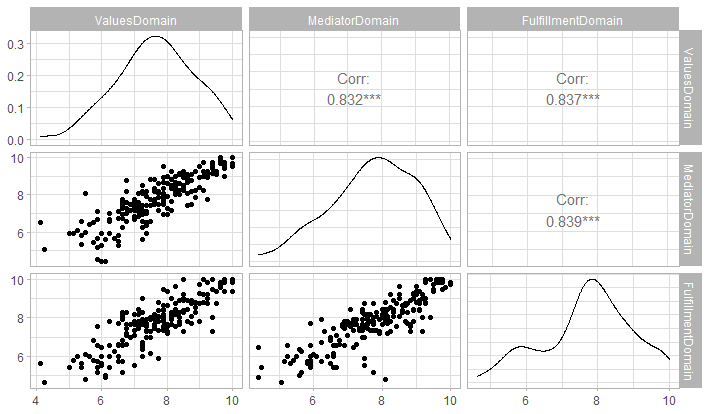 ValuesDomain MediatorDomain FulfillmentDomain
0.3
0.2
0.1
0.0
Corr:
0.832***
Corr:
0.837***
ValuesDomain
10
8
6
Corr:
0.839***
MediatorDomain
10
8
6
FulfillmentDomain
4 6 8 10 6 8 10 6 8 10